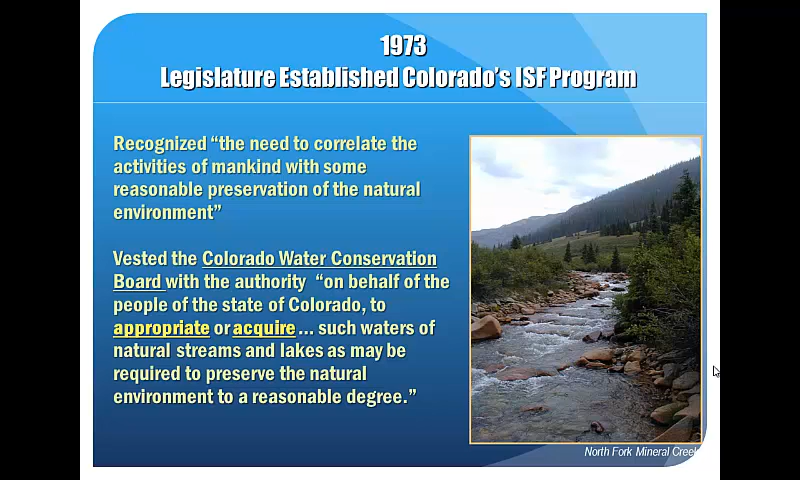 1973
Legislature Established Colorado's ISF Program
Recognized “the need to correlate the
activities of mankind with some
reasonable preservation of the natural
environment”
Vested the Colorado Water Conservation
Board with the authority “on behalf of the
people of the state of Colorado, to
appropriate or acquire ... such waters of
natural streams and lakes as may be
required to preserve the natural
environment to a reasonable degree.”
North Fork Mineral Creek